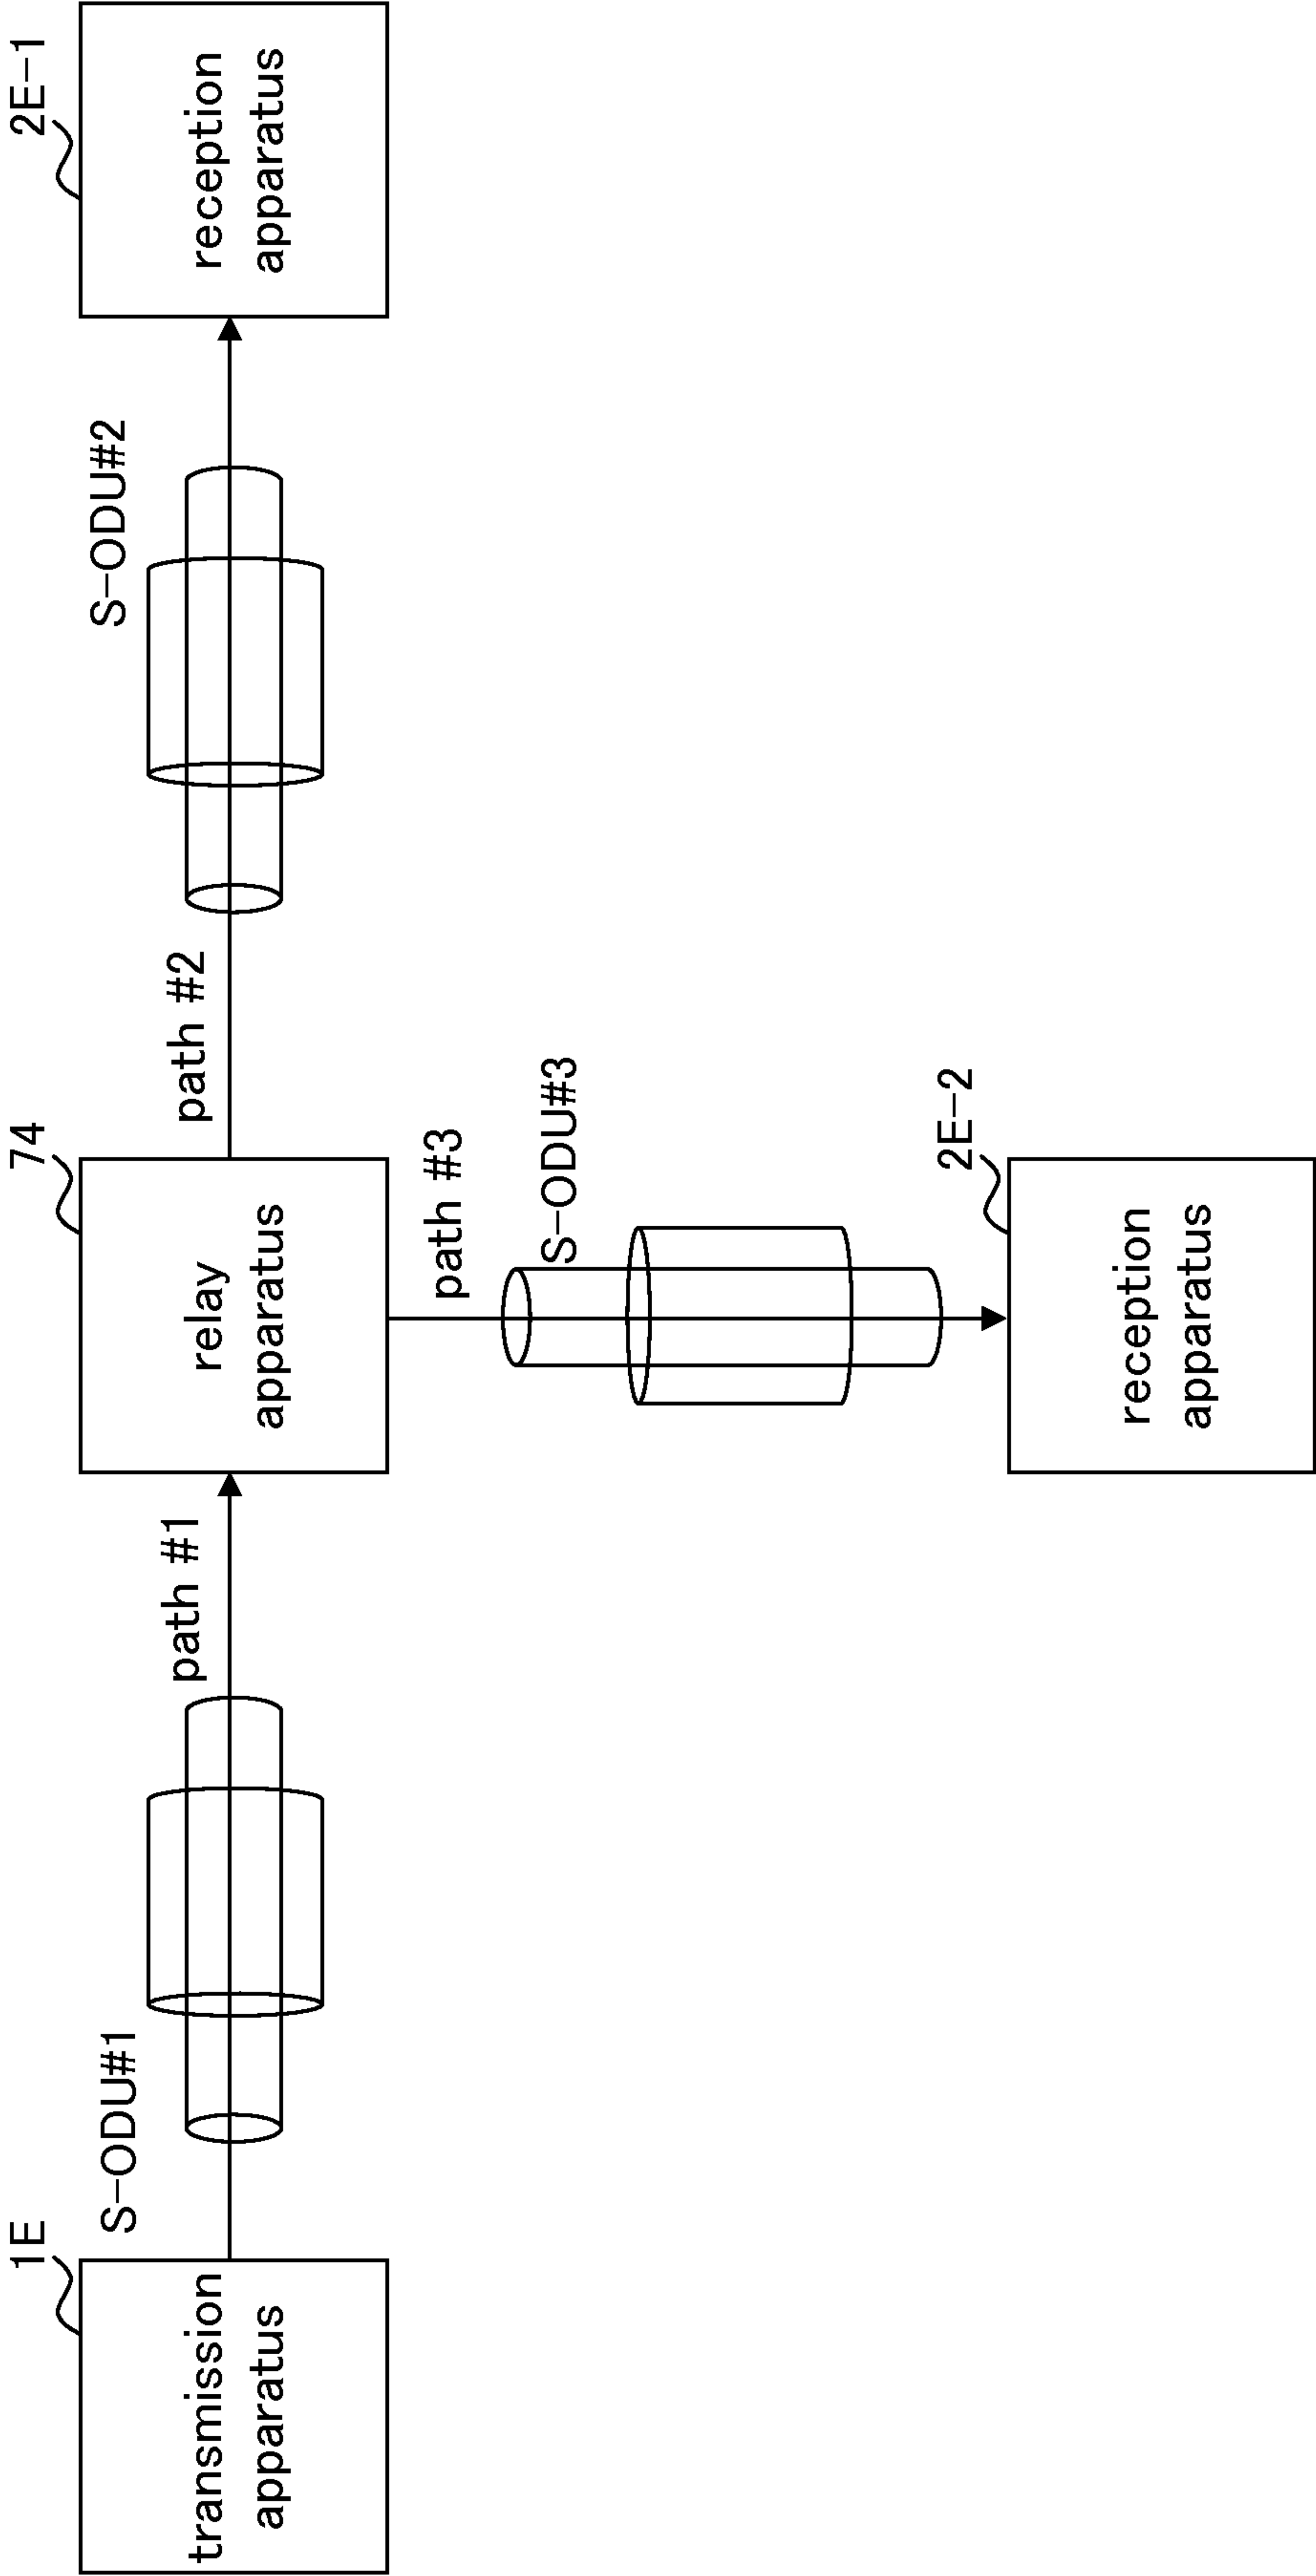 1E
transmission
apparatus
S-ODU#1
path #1
74
relay
apparatus
path #2
S-ODU#2
2E-1
reception
apparatus
path #3
S-ODU#3
2E-2
reception
apparatus